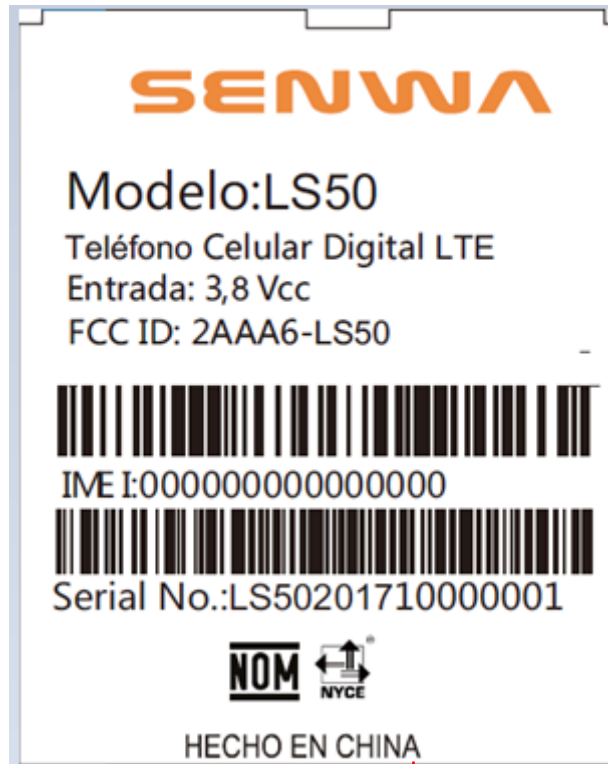 SENWA
Modelo:LS50
Teléfono Celular Digital LTE
Entrada: 3,8 Vcc
FCC ID: 2AAA6-LS50
IME I:000000000000000
Serial No.:LS50201710000001
NOM
NYCE
®
HECHO EN CHINA